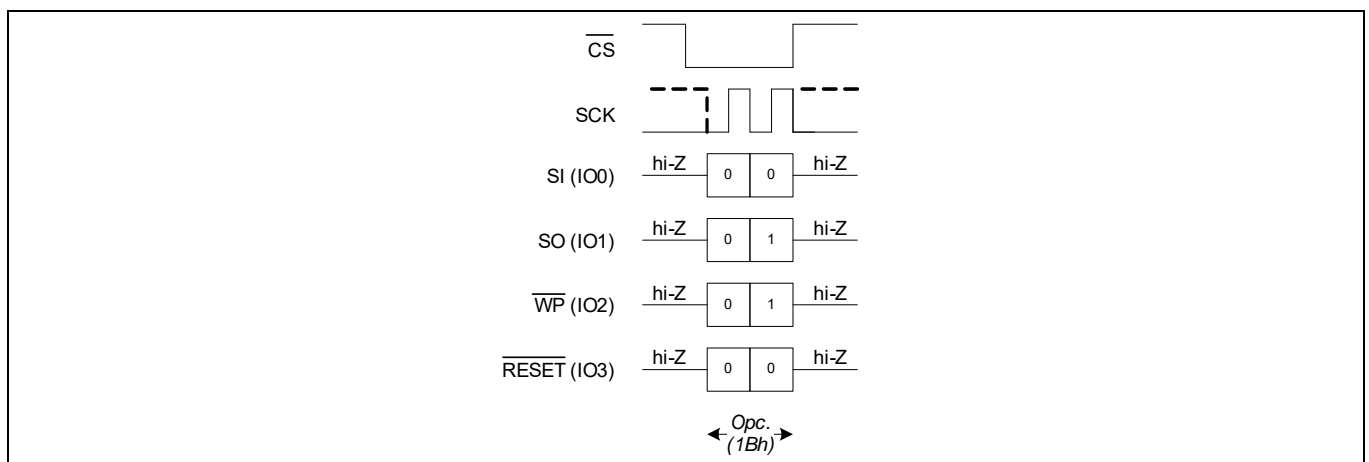 CS
SCK
SI (IO0) hi-Z 0 0 hi-Z
SO (IO1) hi-Z 0 1 hi-Z
WP (IO2) hi-Z 0 1 hi-Z
RESET (IO3) hi-Z 0 0 hi-Z
Opc.
(1Bh)